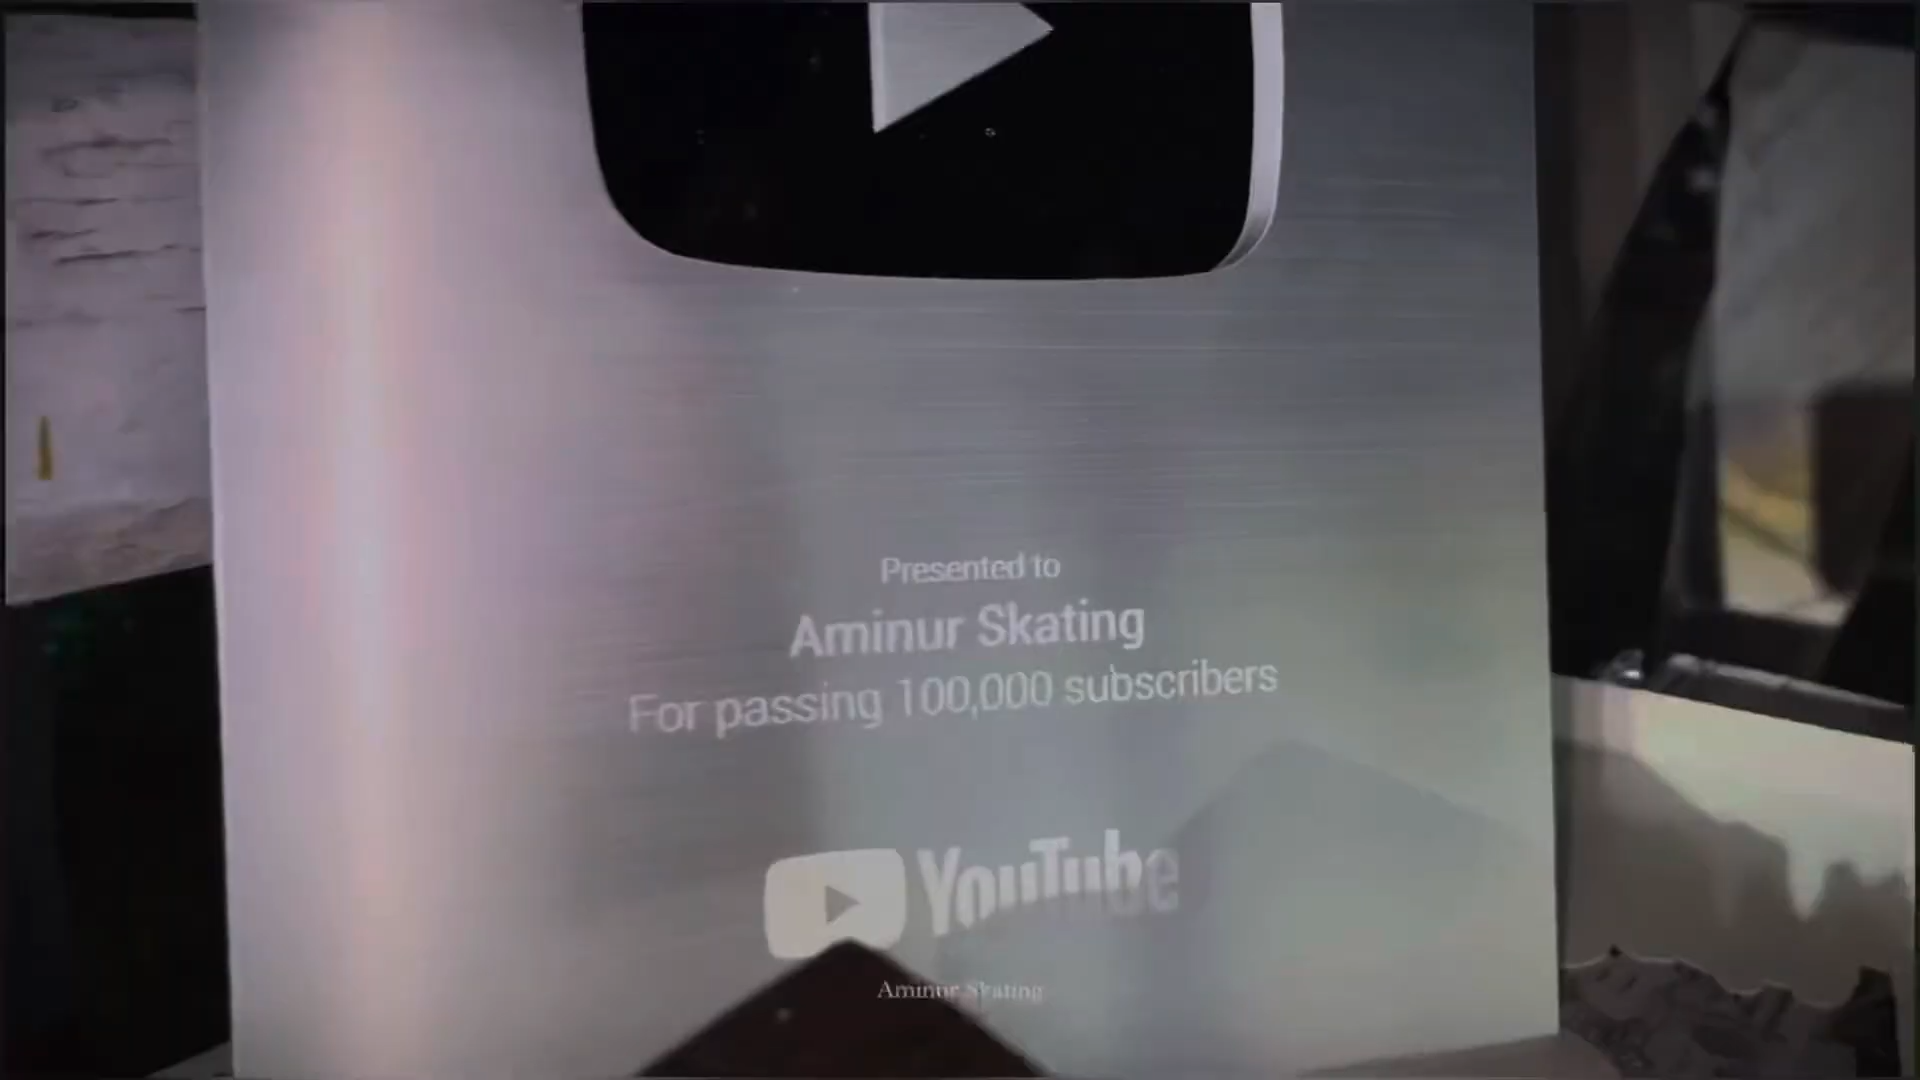 Presented to
Aminur Skating
For passing 100,000 subscribers
YouTube
Aminur Skating